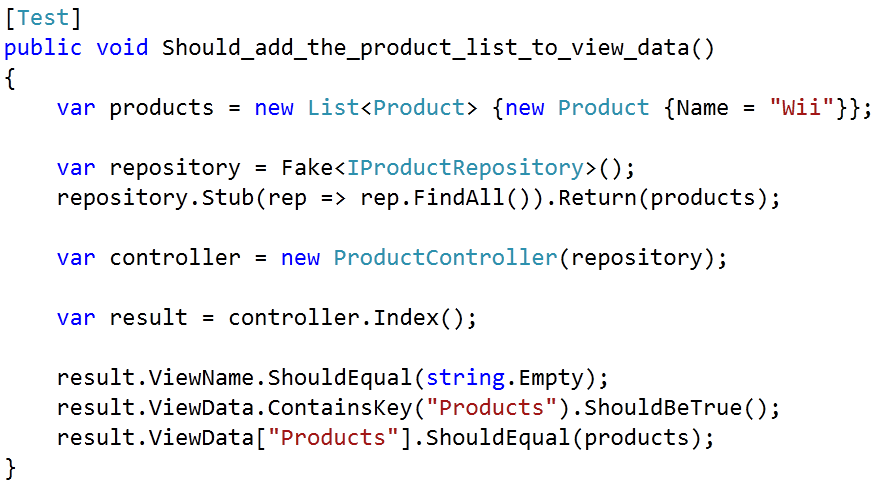 [Test]
public void Should_add_the_product_list_to_view_data()
{
    var products = new List<Product> {new Product {Name = "Wii"}};

    var repository = Fake<IProductRepository>();
    repository.Stub(rep => rep.FindAll()).Return(products);

    var controller = new ProductController(repository);

    var result = controller.Index();

    result.ViewName.ShouldEqual(string.Empty);
    result.ViewData.ContainsKey("Products").ShouldBeTrue();
    result.ViewData["Products"].ShouldEqual(products);
}